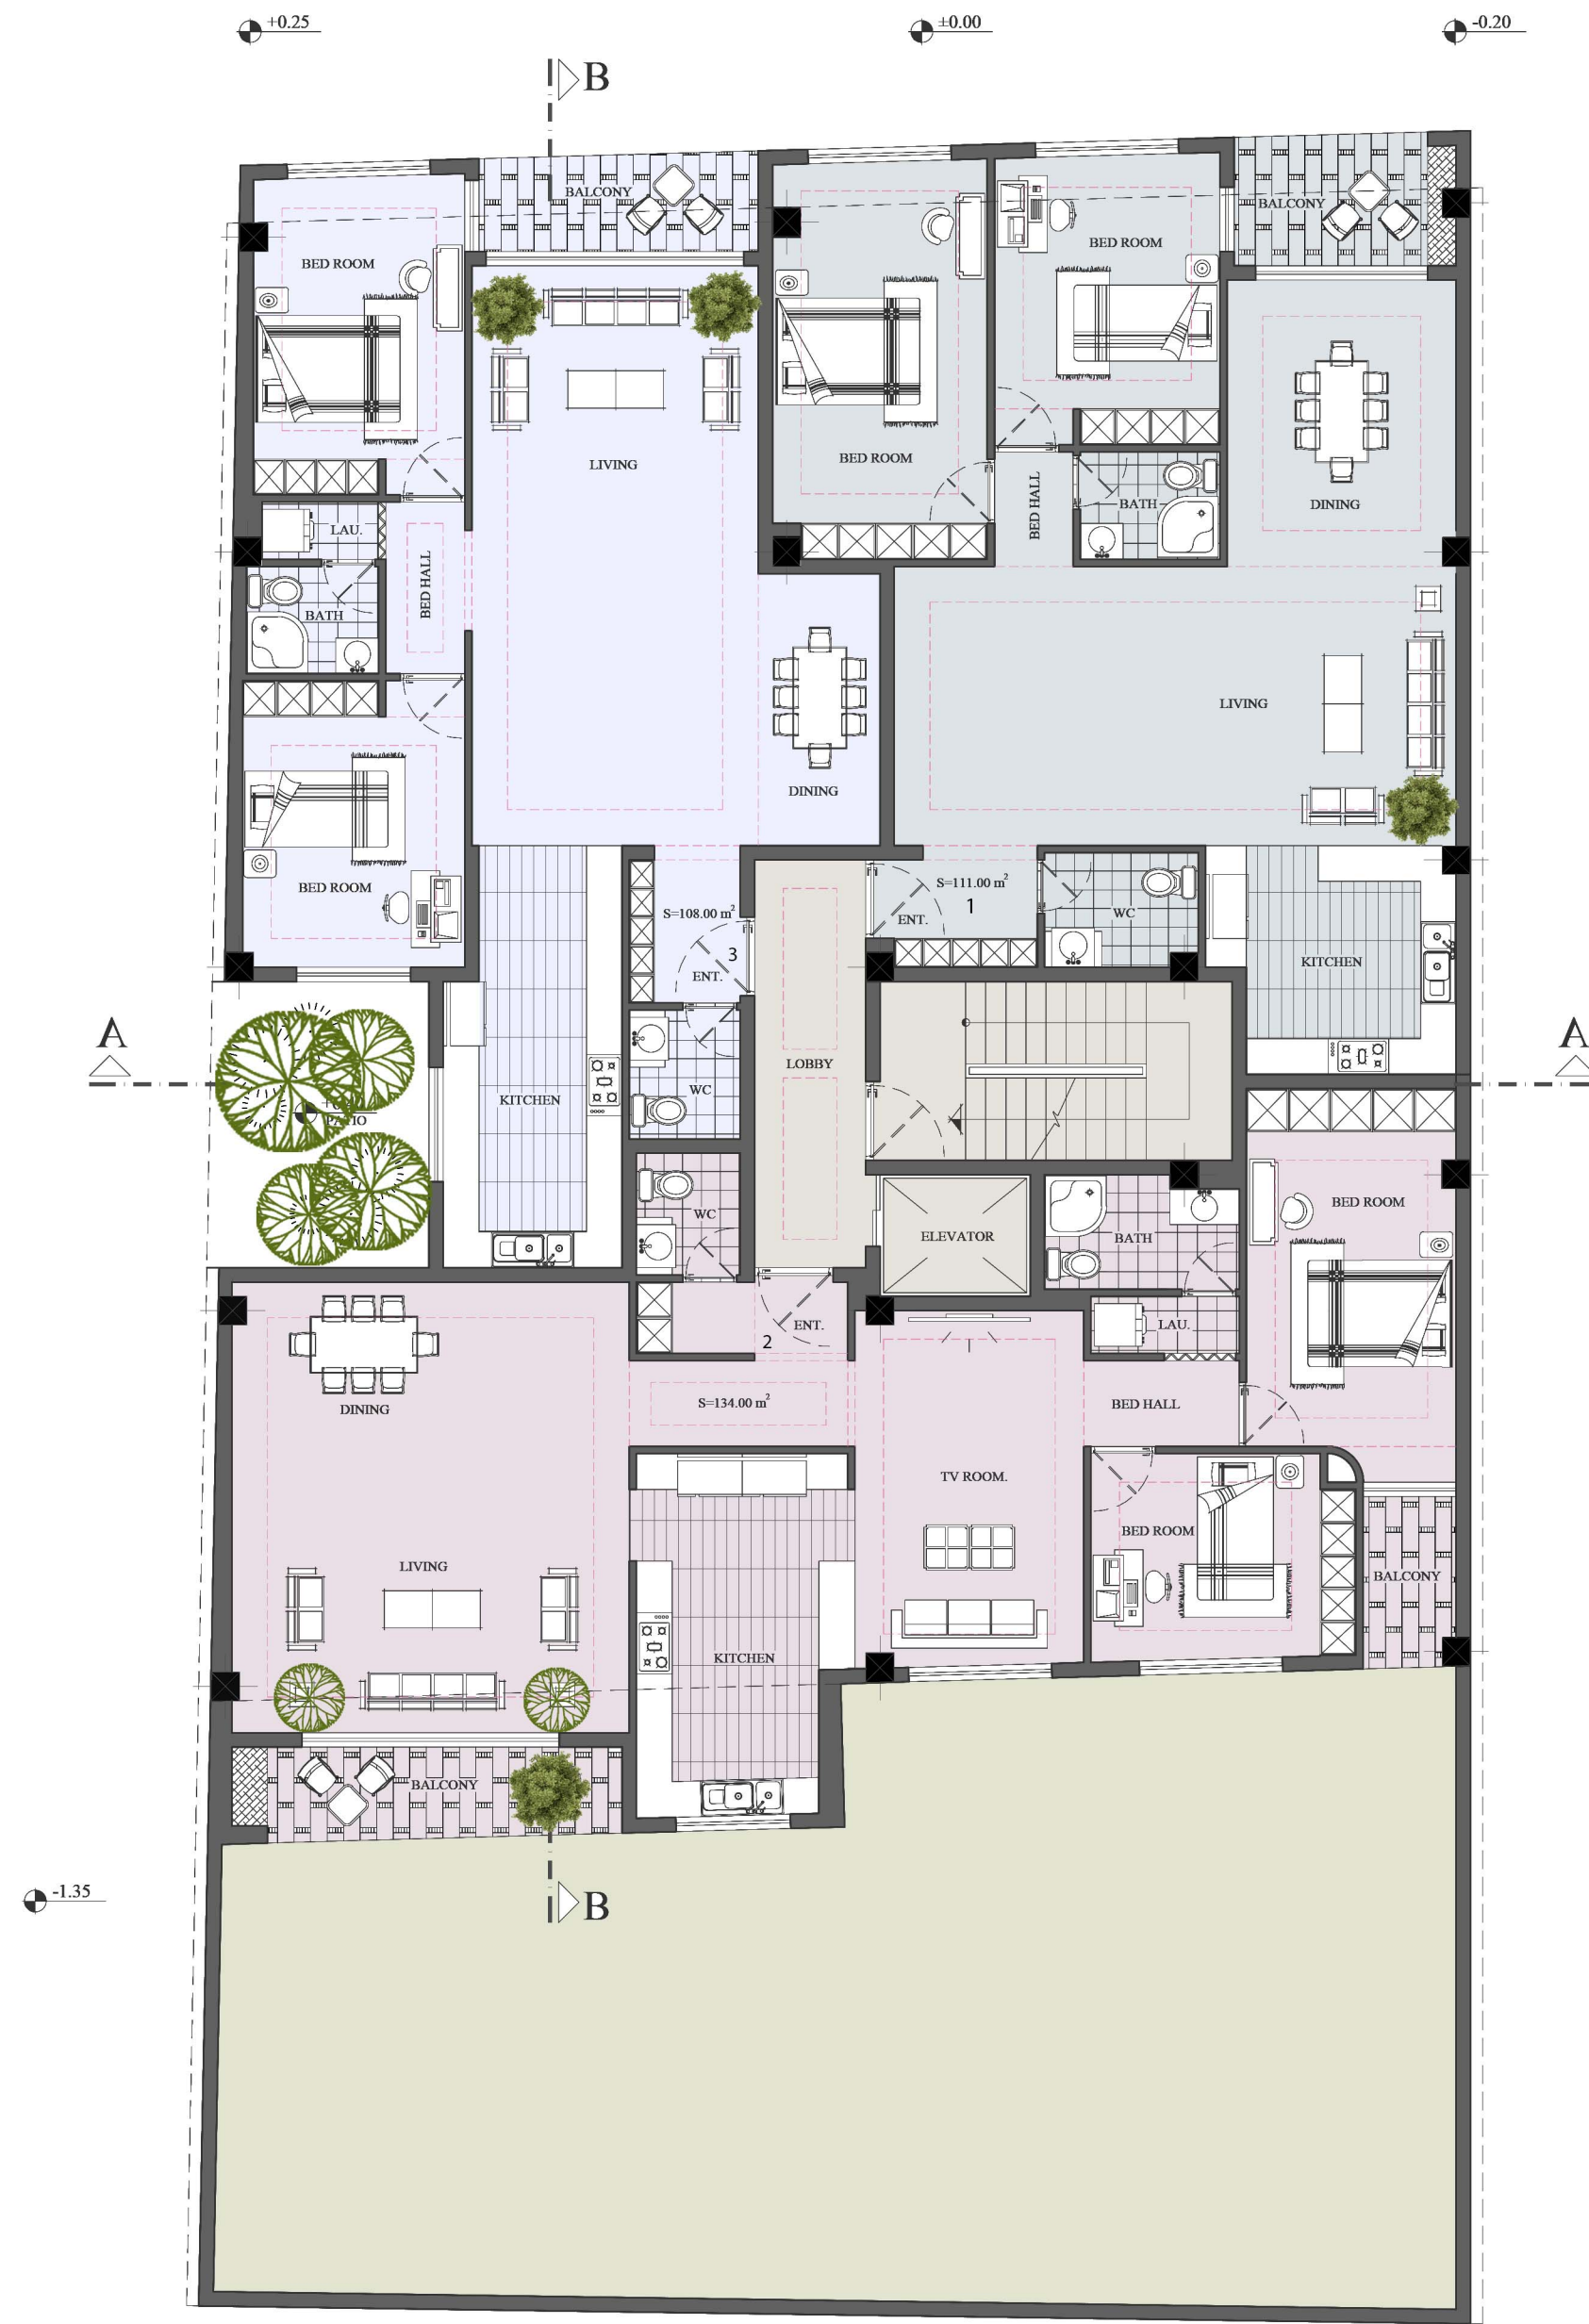 +0.25
±0.00
-0.20
B
BALCONY
BALCONY
BED ROOM
BED ROOM
LIVING
BED ROOM
BED HALL
BATH
DINING
LAU.
BED HALL
BATH
LIVING
DINING
BED ROOM
S=108.00 m²
3
ENT.
S=111.00 m²
1
ENT.
WC
KITCHEN
A
A
LOBBY
KITCHEN
WC
PATIO
WC
ELEVATOR
BATH
BED ROOM
ENT.
2
LAU.
DINING
S=134.00 m²
BED HALL
TV ROOM.
BED ROOM
LIVING
BALCONY
KITCHEN
BALCONY
-1.35
B